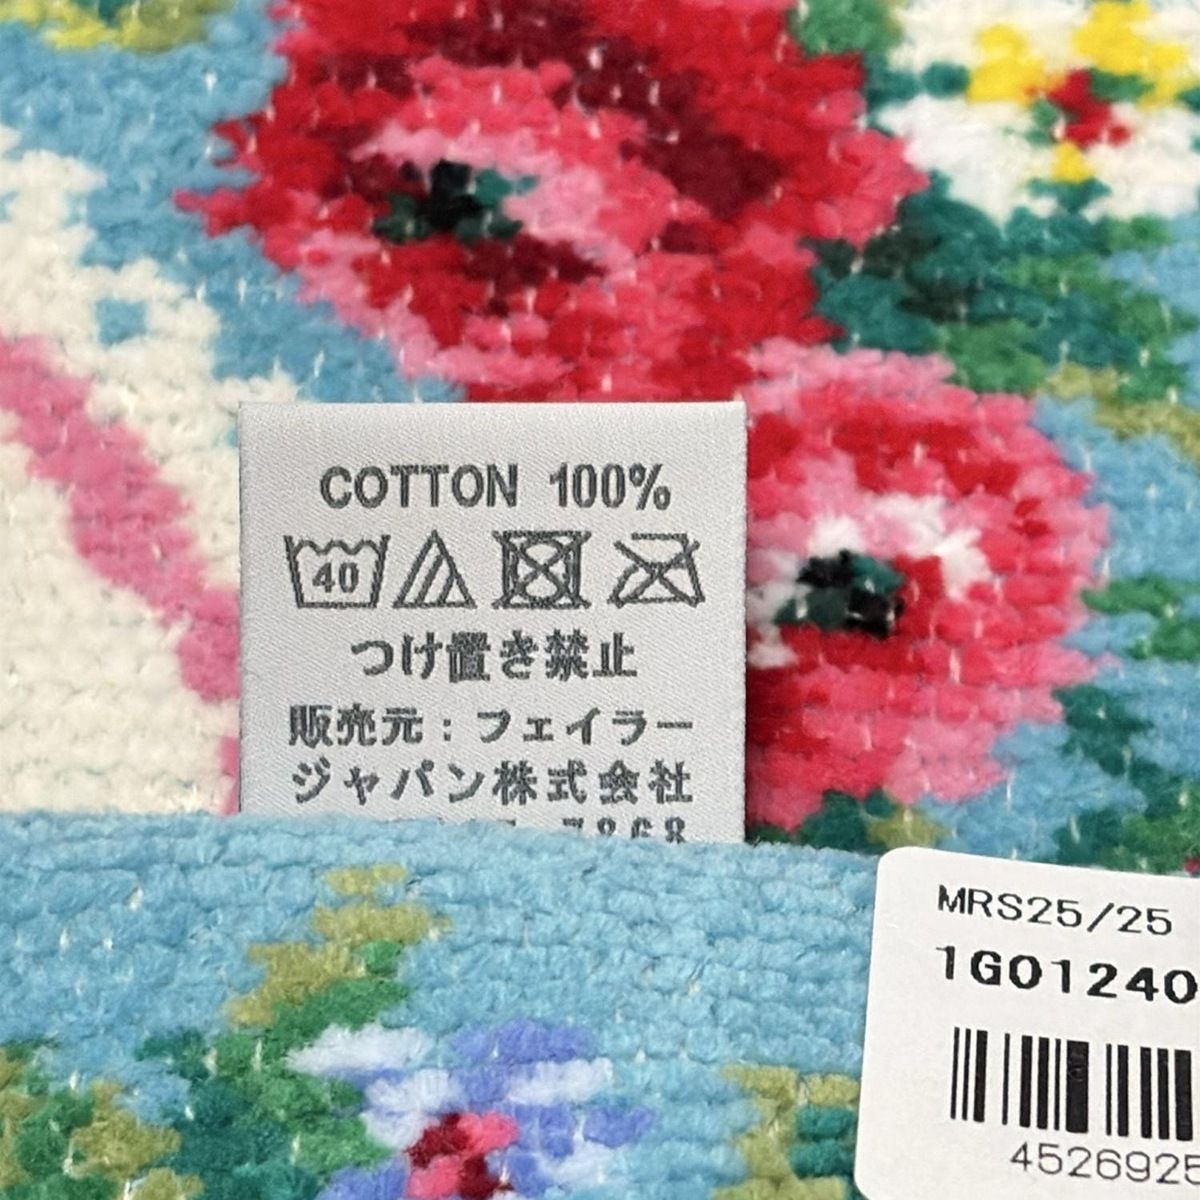 COTTON 100%
40
つけ置き禁止
販売元：フェイラー
ジャパン株式会社
7868
MRS25/25
1G01240
4526925